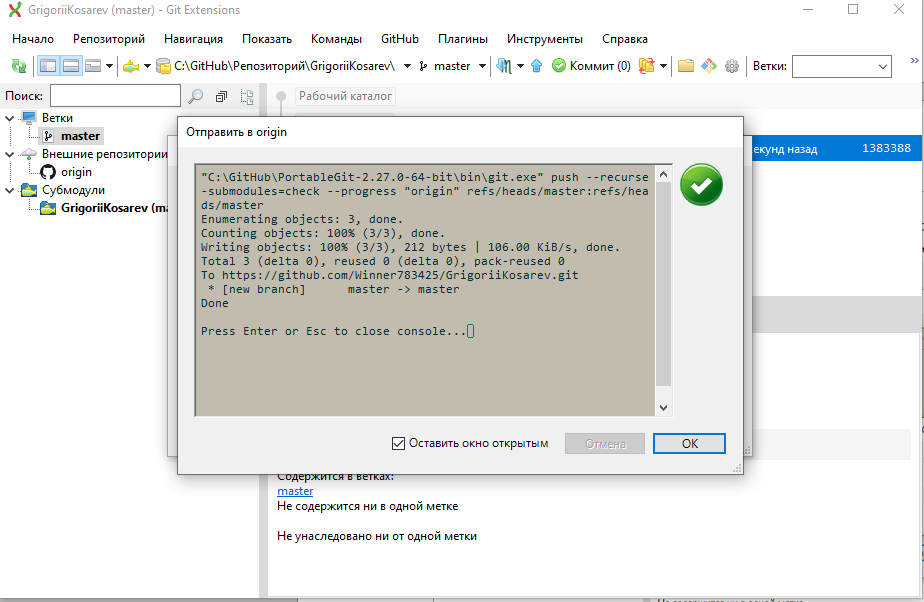 GrigoriiKosarev (master) - Git Extensions
Начало Репозиторий Навигация Показать Команды GitHub Плагины Инструменты Справка
C:\GitHub\Репозиторий\GrigoriiKosarev\ master Коммит (0) Ветки:
Поиск:
Рабочий каталог
Ветки
master
Внешние репозитории
origin
Субмодули
GrigoriiKosarev (ma
екунд назад 1383388
Отправить в origin
"C:\GitHub\PortableGit-2.27.0-64-bit\bin\git.exe" push --recurse
-submodules=check --progress "origin" refs/heads/master:refs/hea
ds/master
Enumerating objects: 3, done.
Counting objects: 100% (3/3), done.
Writing objects: 100% (3/3), 212 bytes | 106.00 KiB/s, done.
Total 3 (delta 0), reused 0 (delta 0), pack-reused 0
To https://github.com/Winner783425/GrigoriiKosarev.git
* [new branch] master -> master
Done
Press Enter or Esc to close console...
Оставить окно открытым Отмена OK
Содержится в ветках:
master
Не содержится ни в одной метке
Не унаследовано ни от одной метки